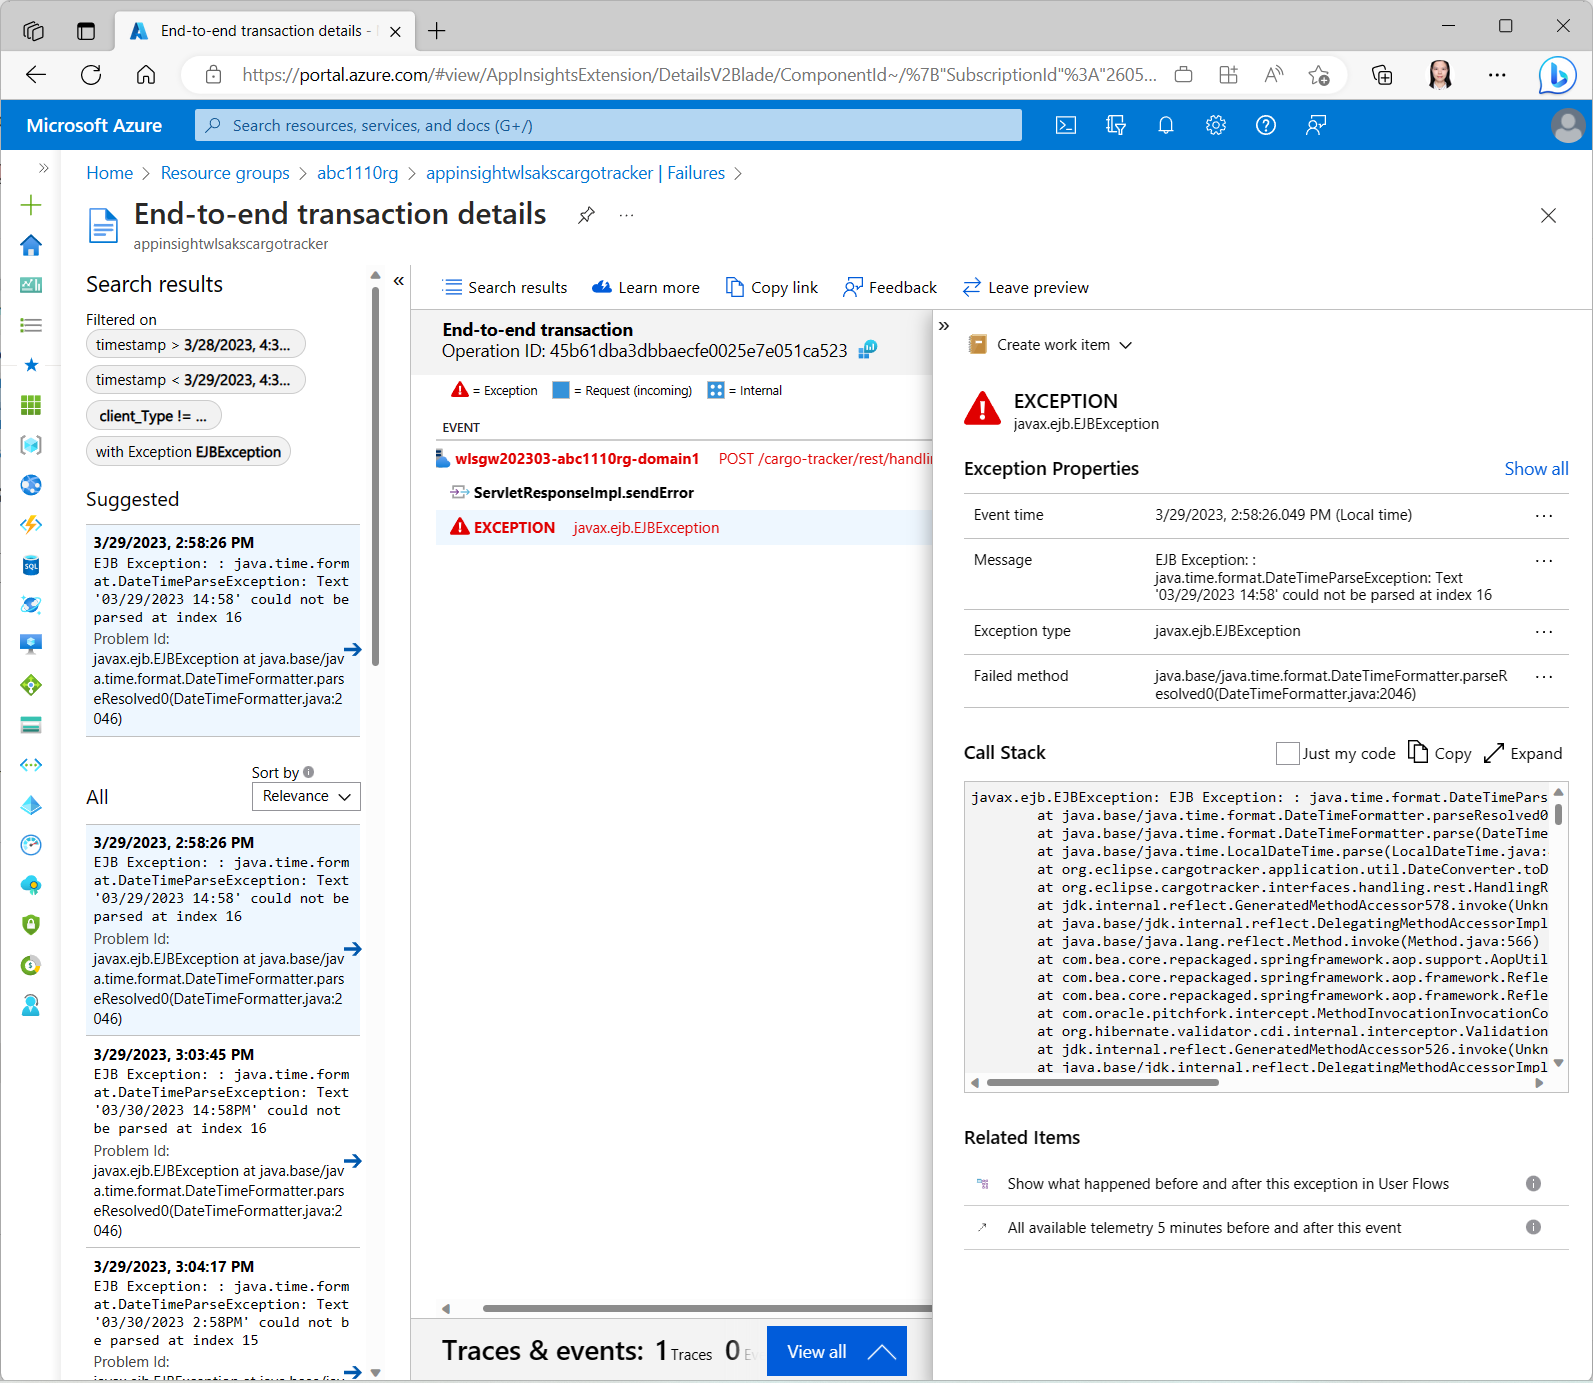 End-to-end transaction details -
https://portal.azure.com/#view/AppInsightsExtension/DetailsV2Blade/ComponentId~/%7B"SubscriptionId"%3A"2605...
Microsoft Azure
Search resources, services, and docs (G+/)
Home > Resource groups > abc1110rg > appinsightwlsakscargotracker | Failures >
End-to-end transaction details
...
appinsightwlsakscargotracker
Search results
Filtered on
timestamp > 3/28/2023, 4:3...
timestamp < 3/29/2023, 4:3...
client_Type != ...
with Exception EJBException
Suggested
3/29/2023, 2:58:26 PM
EJB Exception: : java.time.form
at.DateTimeParseException: Text
'03/29/2023 14:58' could not be
parsed at index 16
Problem Id:
javax.ejb.EJBException at java.base/jav
a.time.format.DateTimeFormatter.pars
eResolved0(DateTimeFormatter.java:2
046)
Sort by
All
Relevance
3/29/2023, 2:58:26 PM
EJB Exception: : java.time.form
at.DateTimeParseException: Text
'03/29/2023 14:58' could not be
parsed at index 16
Problem Id:
javax.ejb.EJBException at java.base/jav
a.time.format.DateTimeFormatter.pars
eResolved0(DateTimeFormatter.java:2
046)
3/29/2023, 3:03:45 PM
EJB Exception: : java.time.form
at.DateTimeParseException: Text
'03/30/2023 14:58PM' could not
be parsed at index 16
Problem Id:
javax.ejb.EJBException at java.base/jav
a.time.format.DateTimeFormatter.pars
eResolved0(DateTimeFormatter.java:2
046)
3/29/2023, 3:04:17 PM
EJB Exception: : java.time.form
at.DateTimeParseException: Text
'03/30/2023 2:58PM' could not b
e parsed at index 15
Problem Id:
Search results
Learn more
Copy link
Feedback
Leave preview
End-to-end transaction
Operation ID: 45b61dba3dbbaecfe0025e7e051ca523
= Exception = Request (incoming) = Internal
EVENT
wlsgw202303-abc1110rg-domain1 POST /cargo-tracker/rest/handli
ServletResponseImpl.sendError
EXCEPTION javax.ejb.EJBException
Traces & events: 1 Traces 0 Ev
View all
Create work item
EXCEPTION
javax.ejb.EJBException
Exception Properties
Show all
Event time 3/29/2023, 2:58:26.049 PM (Local time) ...
Message EJB Exception: : ...
java.time.format.DateTimeParseException: Text
'03/29/2023 14:58' could not be parsed at index 16
Exception type javax.ejb.EJBException ...
Failed method java.base/java.time.format.DateTimeFormatter.parseR ...
esolved0(DateTimeFormatter.java:2046)
Call Stack
Just my code
Copy
Expand
javax.ejb.EJBException: EJB Exception: : java.time.format.DateTimePars
at java.base/java.time.format.DateTimeFormatter.parseResolved0
at java.base/java.time.format.DateTimeFormatter.parse(DateTime
at java.base/java.time.LocalDateTime.parse(LocalDateTime.java:
at org.eclipse.cargotracker.application.util.DateConverter.toD
at org.eclipse.cargotracker.interfaces.handling.rest.HandlingR
at jdk.internal.reflect.GeneratedMethodAccessor578.invoke(Unkn
at java.base/jdk.internal.reflect.DelegatingMethodAccessorImpl
at java.base/java.lang.reflect.Method.invoke(Method.java:566)
at com.bea.core.repackaged.springframework.aop.support.AopUtil
at com.bea.core.repackaged.springframework.aop.framework.Refle
at com.bea.core.repackaged.springframework.aop.framework.Refle
at com.oracle.pitchfork.intercept.MethodInvocationInvocationCo
at org.hibernate.validator.cdi.internal.interceptor.Validation
at jdk.internal.reflect.GeneratedMethodAccessor526.invoke(Unkn
at java.base/jdk.internal.reflect.DelegatingMethodAccessorImpl
Related Items
Show what happened before and after this exception in User Flows
All available telemetry 5 minutes before and after this event